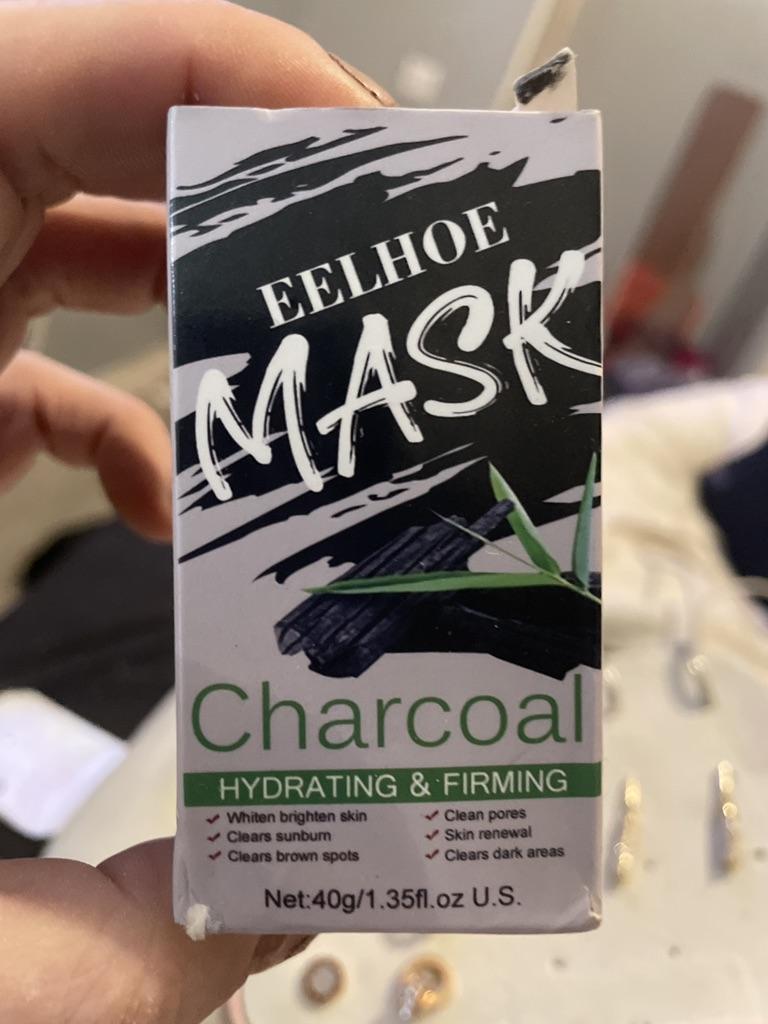 EELHOE
MASK
Charcoal
HYDRATING & FIRMING
Whiten brighten skin
Clears sunburn
Clears brown spots
Clean pores
Skin renewal
Clears dark areas
Net:40g/1.35fl.oz U.S.